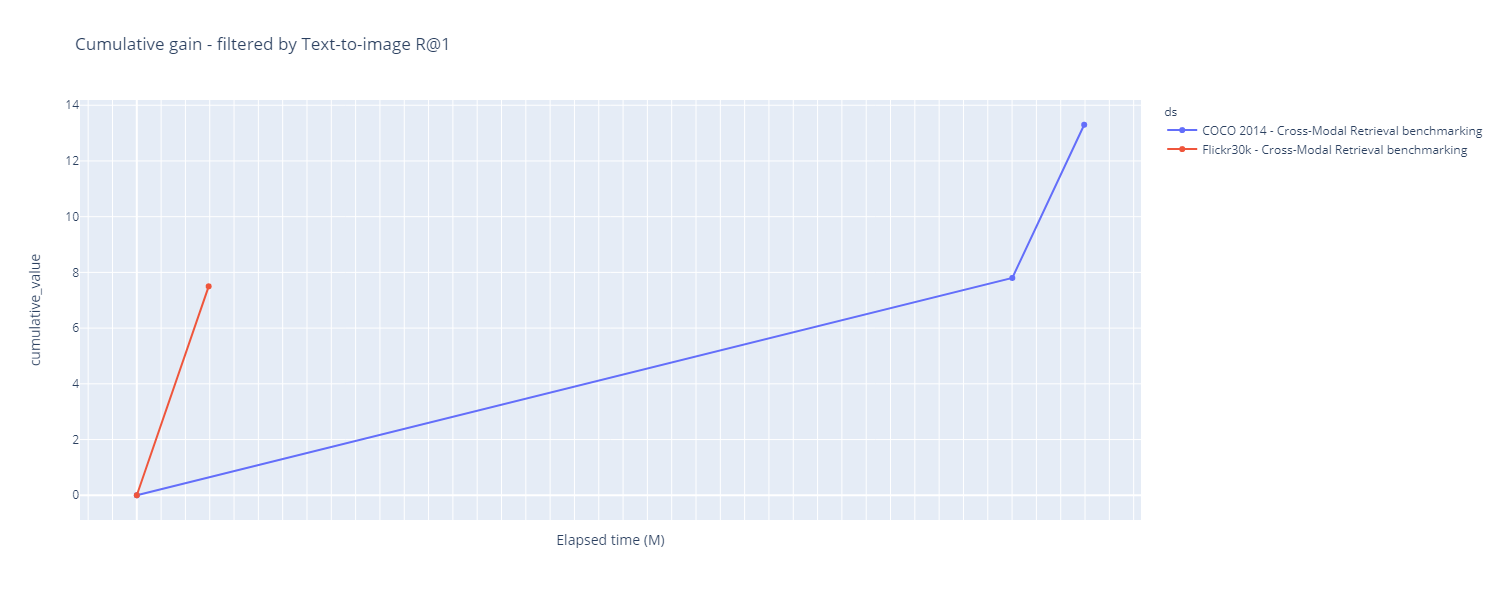 Cumulative gain - filtered by Text-to-image R@1
14
12
10
8
6
4
2
0
cumulative_value
Elapsed time (M)
ds
COCO 2014 - Cross-Modal Retrieval benchmarking
Flickr30k - Cross-Modal Retrieval benchmarking